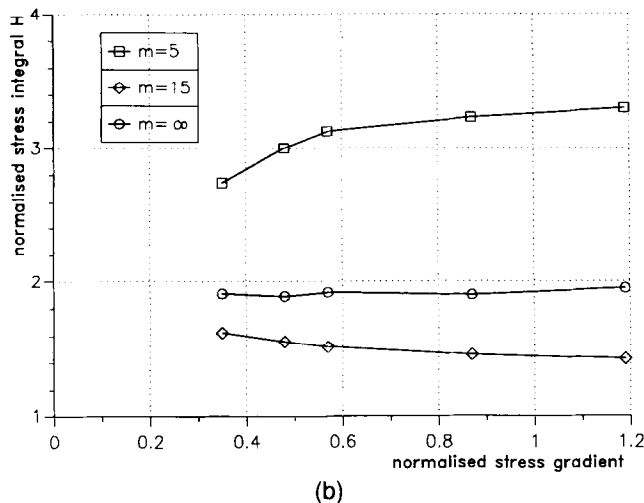 normalised stress integral H
4
3
2
1
m=5
m=15
m=∞
0 0.2 0.4 0.6 0.8 1 1.2
normalised stress gradient
(b)